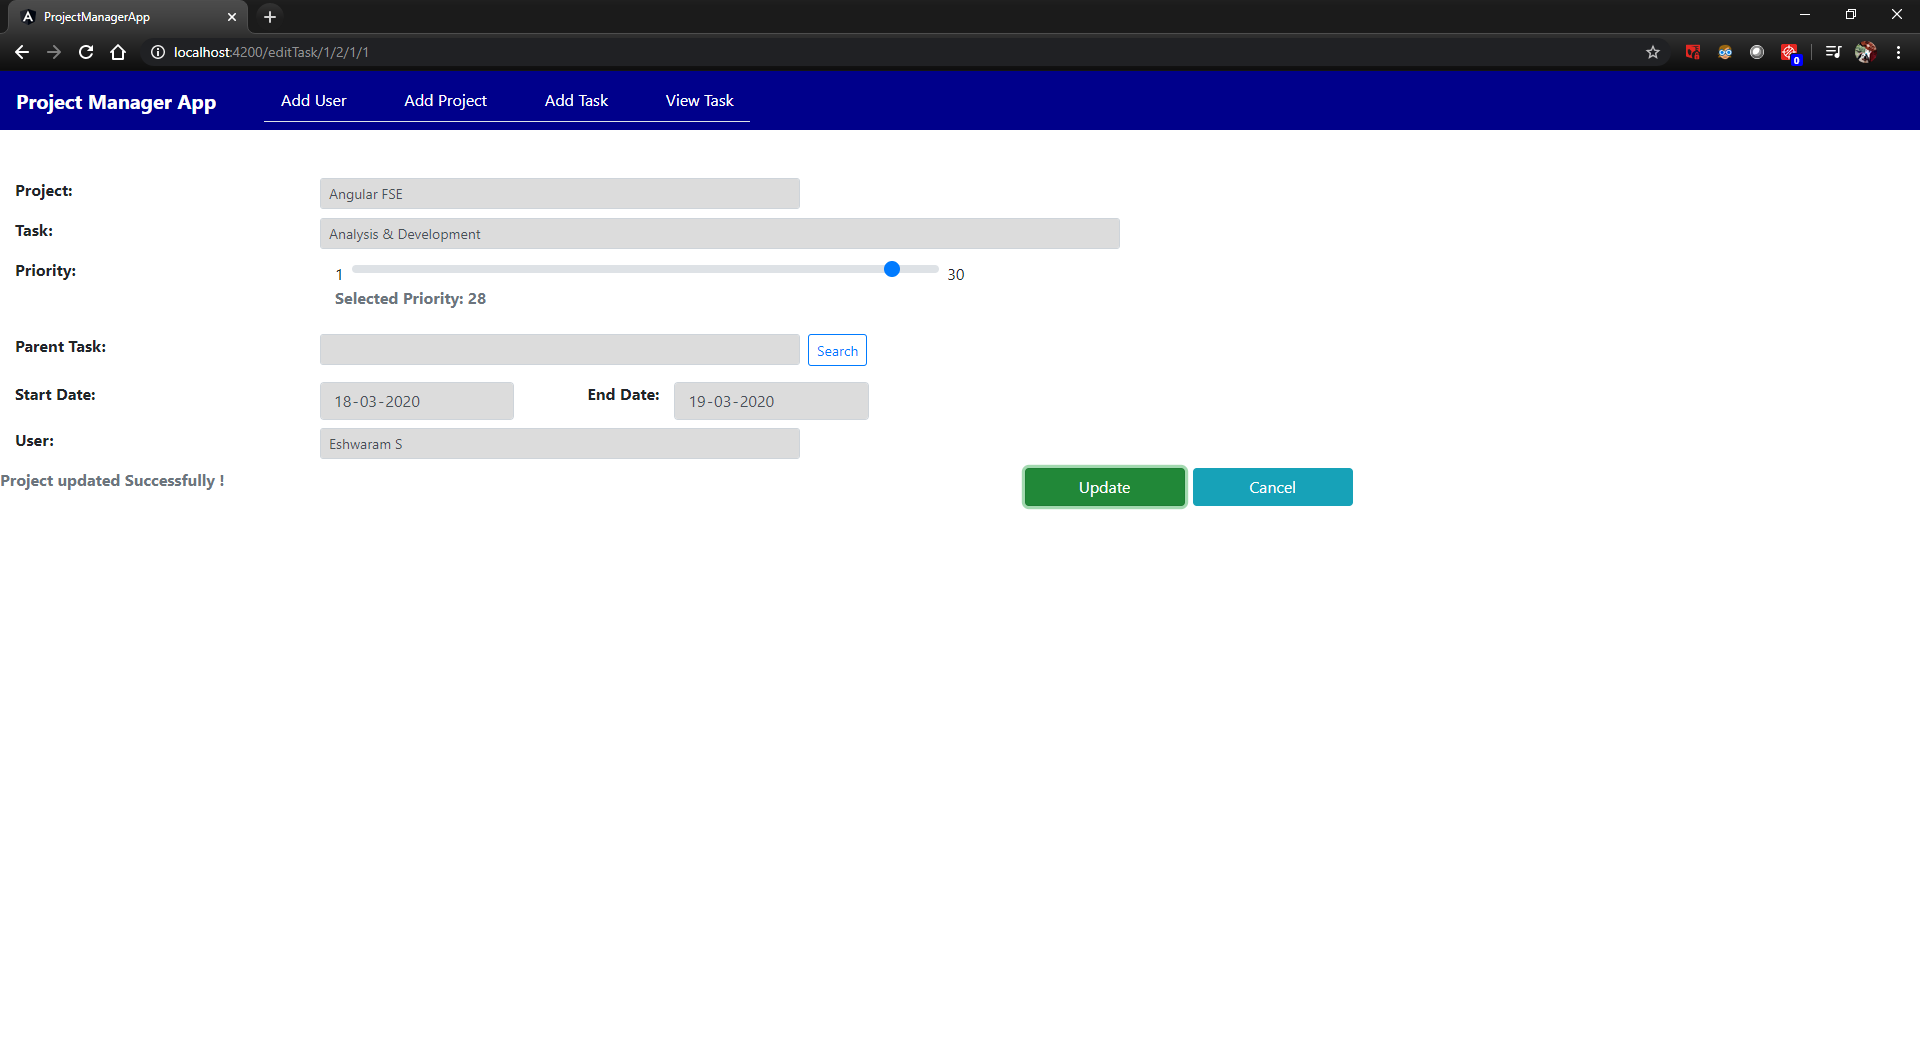 ProjectManagerApp
localhost:4200/editTask/1/2/1/1
0
Project Manager App Add User Add Project Add Task View Task
Project: Angular FSE
Task: Analysis & Development
Priority: 1 30
Selected Priority: 28
Parent Task: Search
Start Date: 18-03-2020 End Date: 19-03-2020
User: Eshwaram S
Project updated Successfully ! Update Cancel